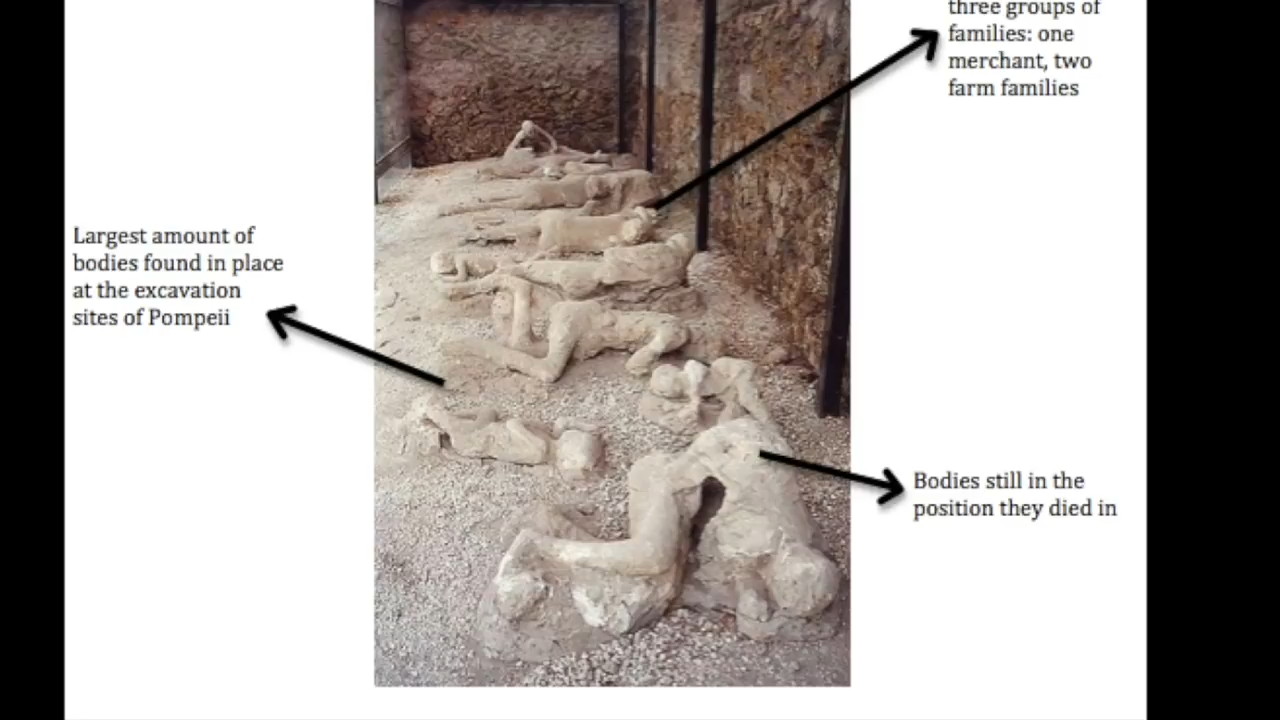 three groups of
families: one
merchant, two
farm families
Largest amount of
bodies found in place
at the excavation
sites of Pompeii
Bodies still in the
position they died in